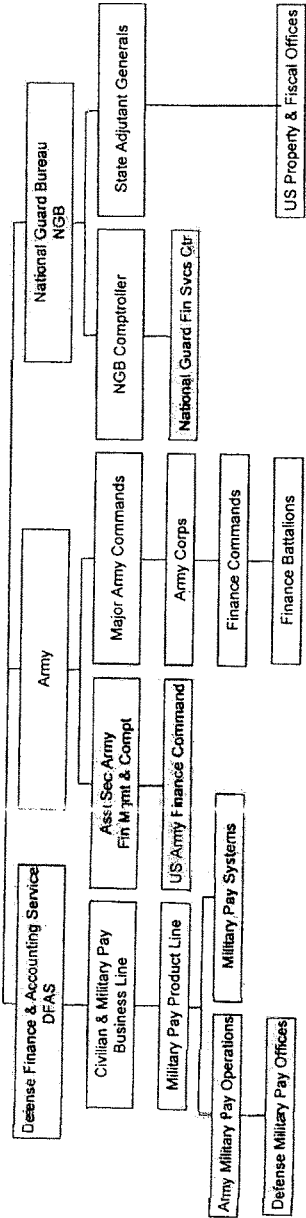 Defense Finance & Accounting Service
DFAS
Army
National Guard Bureau
NGB
Civilian & Military Pay
Business Line
Asst Sec Army
Fin Mgmt & Compt
Major Army Commands
NGB Comptroller
State Adjutant Generals
Military Pay Product Line
US Army Finance Command
Army Corps
National Guard Fin Svcs Ctr
Army Military Pay Operations
Military Pay Systems
Finance Commands
Defense Military Pay Offices
Finance Battalions
US Property & Fiscal Offices